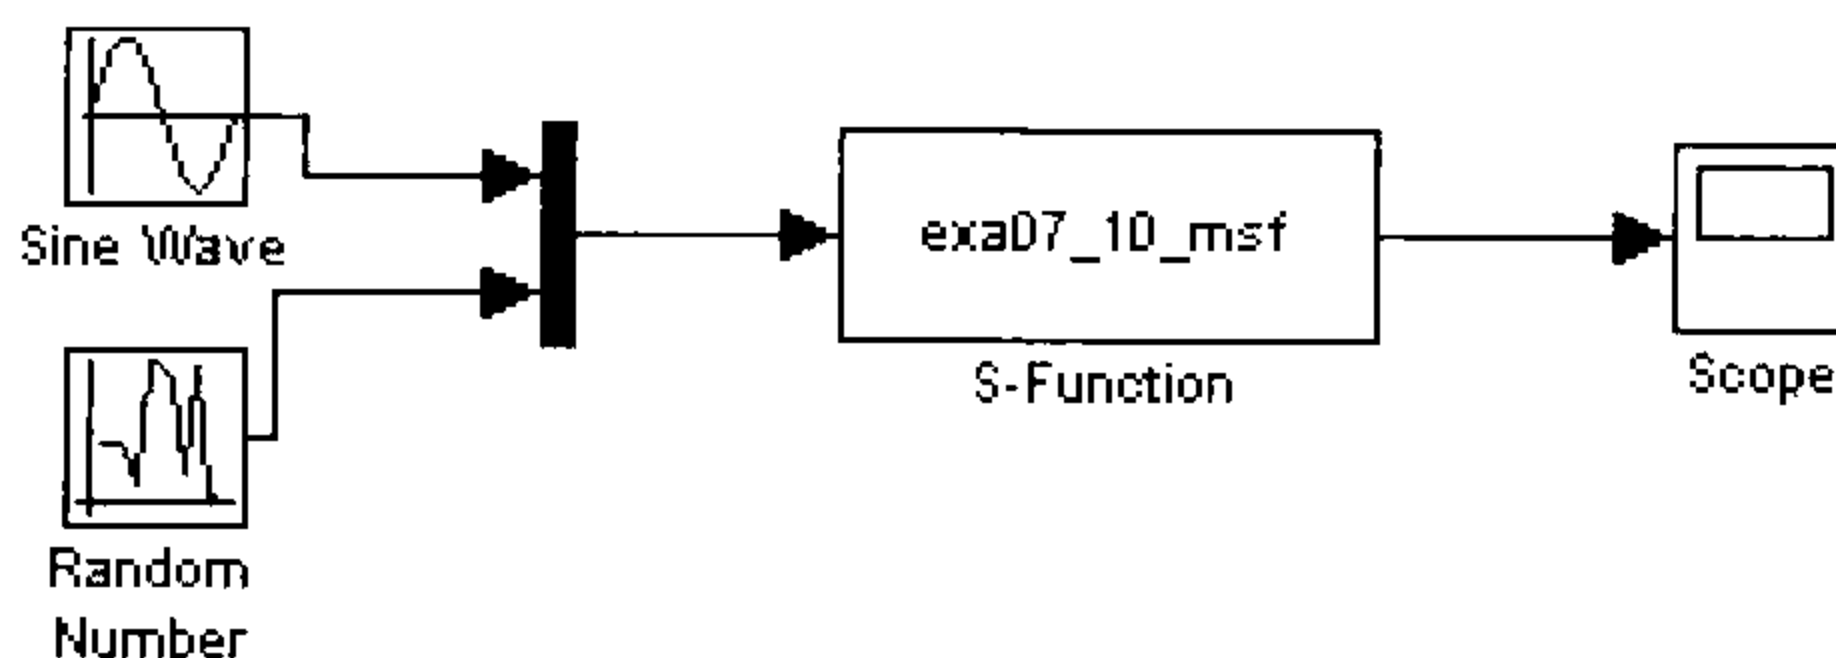 Sine Wave
exa07_10_msf
S-Function
Scope
Random
Number